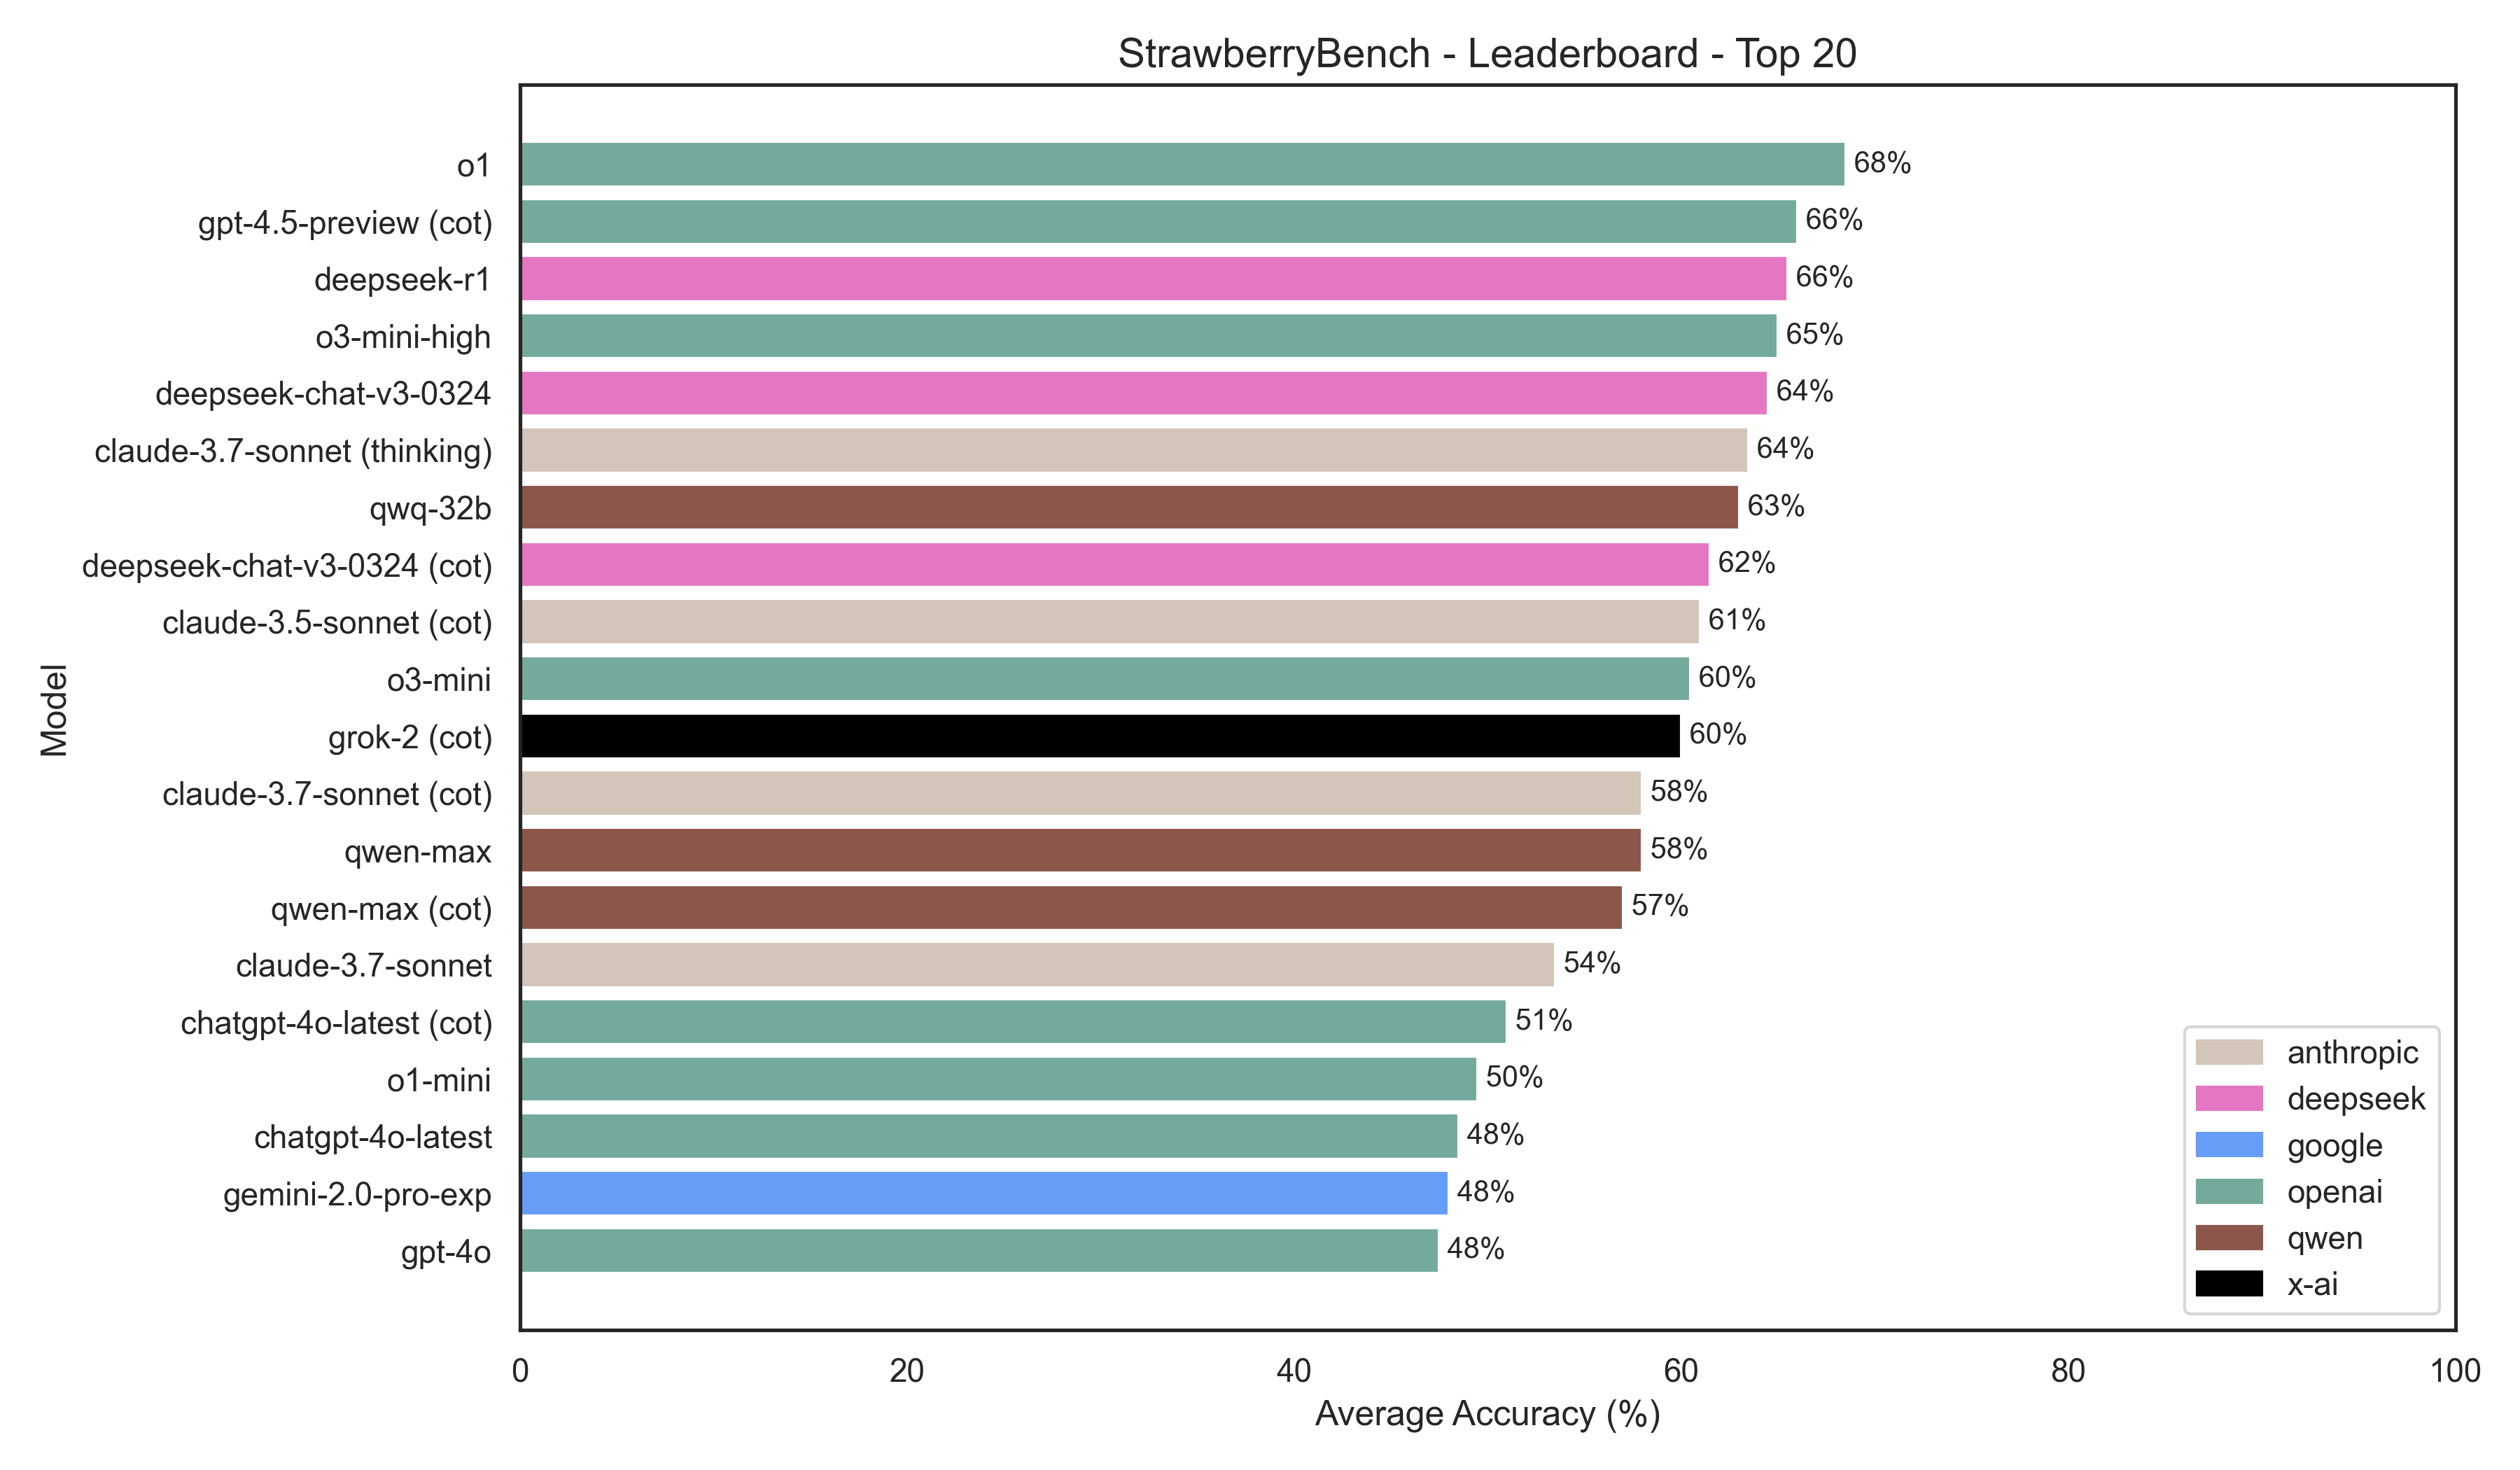 StrawberryBench - Leaderboard - Top 20
o1
68%
gpt-4.5-preview (cot)
66%
deepseek-r1
66%
o3-mini-high
65%
deepseek-chat-v3-0324
64%
claude-3.7-sonnet (thinking)
64%
qwq-32b
63%
deepseek-chat-v3-0324 (cot)
62%
claude-3.5-sonnet (cot)
61%
o3-mini
60%
grok-2 (cot)
60%
claude-3.7-sonnet (cot)
58%
qwen-max
58%
qwen-max (cot)
57%
claude-3.7-sonnet
54%
chatgpt-4o-latest (cot)
51%
o1-mini
50%
chatgpt-4o-latest
48%
gemini-2.0-pro-exp
48%
gpt-4o
48%
Model
anthropic
deepseek
google
openai
qwen
x-ai
0 20 40 60 80 100
Average Accuracy (%)